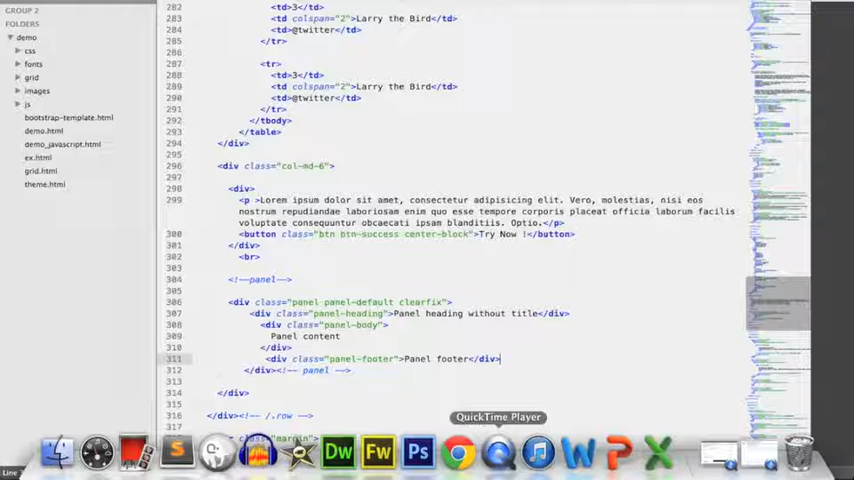 GROUP 2
FOLDERS
demo
css
fonts
grid
images
js
bootstrap-template.html
demo.html
demo_javascript.html
ex.html
grid.html
theme.html
282 <td>3</td>
283 <td colspan="2">Larry the Bird</td>
284 <td>@twitter</td>
285 </tr>
286
287 <tr>
288 <td>3</td>
289 <td colspan="2">Larry the Bird</td>
290 <td>@twitter</td>
291 </tr>
292 </tbody>
293 </table>
294 </div>
295
296 <div class="col-md-6">
297
298 <div>
299 <p >Lorem ipsum dolor sit amet, consectetur adipisicing elit. Vero, molestias, nisi eos
nostrum repudiandae laboriosam enim quo esse tempore corporis placeat officia laborum facilis
voluptate consequuntur obcaecati ipsam blanditiis. Optio.</p>
300 <button class="btn btn-success center-block">Try Now !</button>
301 </div>
302 <br>
303
304 <!--panel-->
305
306 <div class="panel panel-default clearfix">
307 <div class="panel-heading">Panel heading without title</div>
308 <div class="panel-body">
309 Panel content
310 </div>
311 <div class="panel-footer">Panel footer</div>
312 </div><!-- panel -->
313
314 </div>
315
316 </div><!-- /.row -->
317
QuickTime Player
"margin">
S
Dw
Fw
Ps
W
P
X
Line